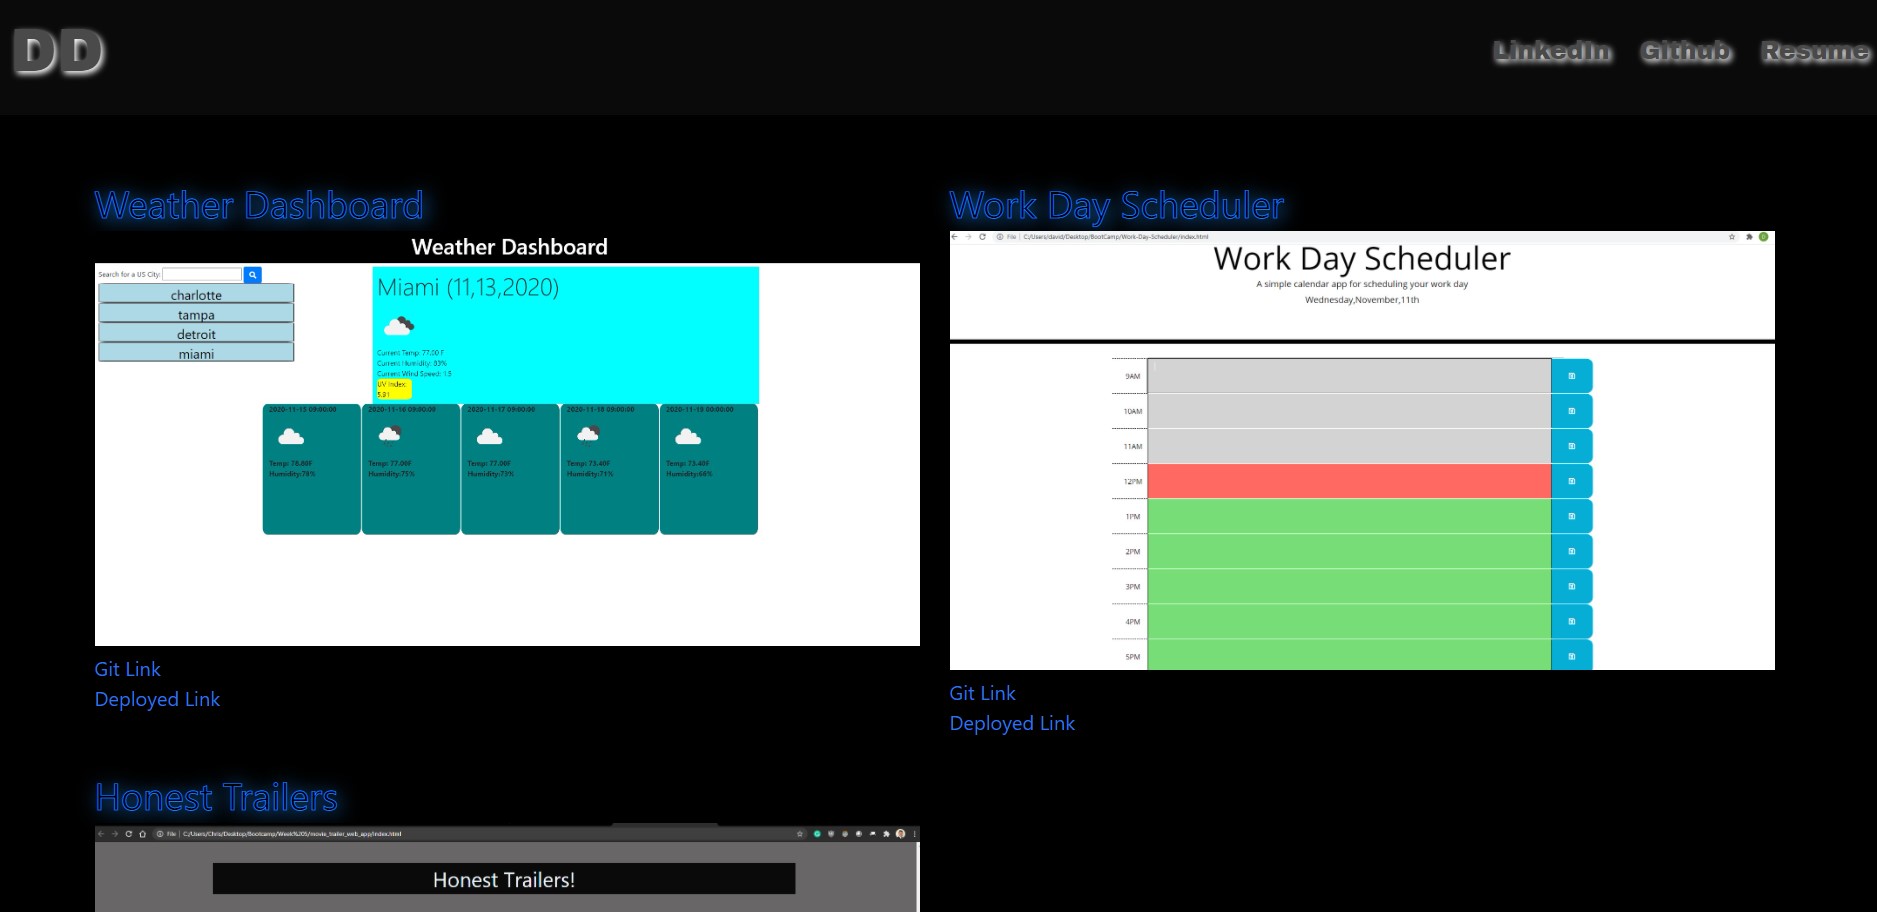 DD
LinkedIn Github Resume
Weather Dashboard
Weather Dashboard
Search for a US City:
charlotte
tampa
detroit
miami
Miami (11,13,2020)
Current Temp: 77.00 F
Current Humidity: 83%
Current Wind Speed: 1.5
UV Index:
5.91
2020-11-15 09:00:00 2020-11-16 09:00:00 2020-11-17 09:00:00 2020-11-18 09:00:00 2020-11-19 09:00:00
Temp: 78.80F Temp: 77.00F Temp: 77.00F Temp: 73.40F Temp: 73.40F
Humidity:78% Humidity:75% Humidity:73% Humidity:71% Humidity:68%
Git Link
Deployed Link
Work Day Scheduler
File | C:/Users/david/Desktop/BootCamp/Work-Day-Scheduler/index.html
Work Day Scheduler
A simple calendar app for scheduling your work day
Wednesday,November,11th
9AM
10AM
11AM
12PM
1PM
2PM
3PM
4PM
5PM
Git Link
Deployed Link
Honest Trailers
File | C:/Users/Chris/Desktop/Bootcamp/Week%205/movie_trailer_web_app/index.html
Honest Trailers!